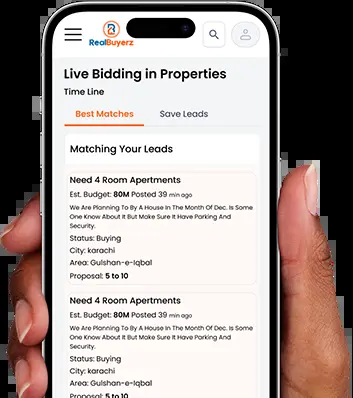 RealBuyerz
Live Bidding in Properties
Time Line
Best Matches Save Leads
Matching Your Leads
Need 4 Room Apertments
Est. Budget: 80M Posted 39 min ago
We Are Planning To By A House In The Month Of Dec. Is Some
One Know About It But Make Sure It Have Parking And
Security.
Status: Buying
City: karachi
Area: Gulshan-e-Iqbal
Proposal: 5 to 10
Need 4 Room Apertments
Est. Budget: 80M Posted 39 min ago
We Are Planning To By A House In The Month Of Dec. Is Some
One Know About It But Make Sure It Have Parking And
Security.
Status: Buying
City: karachi
Area: Gulshan-e-Iqbal
Proposal: 5 to 10